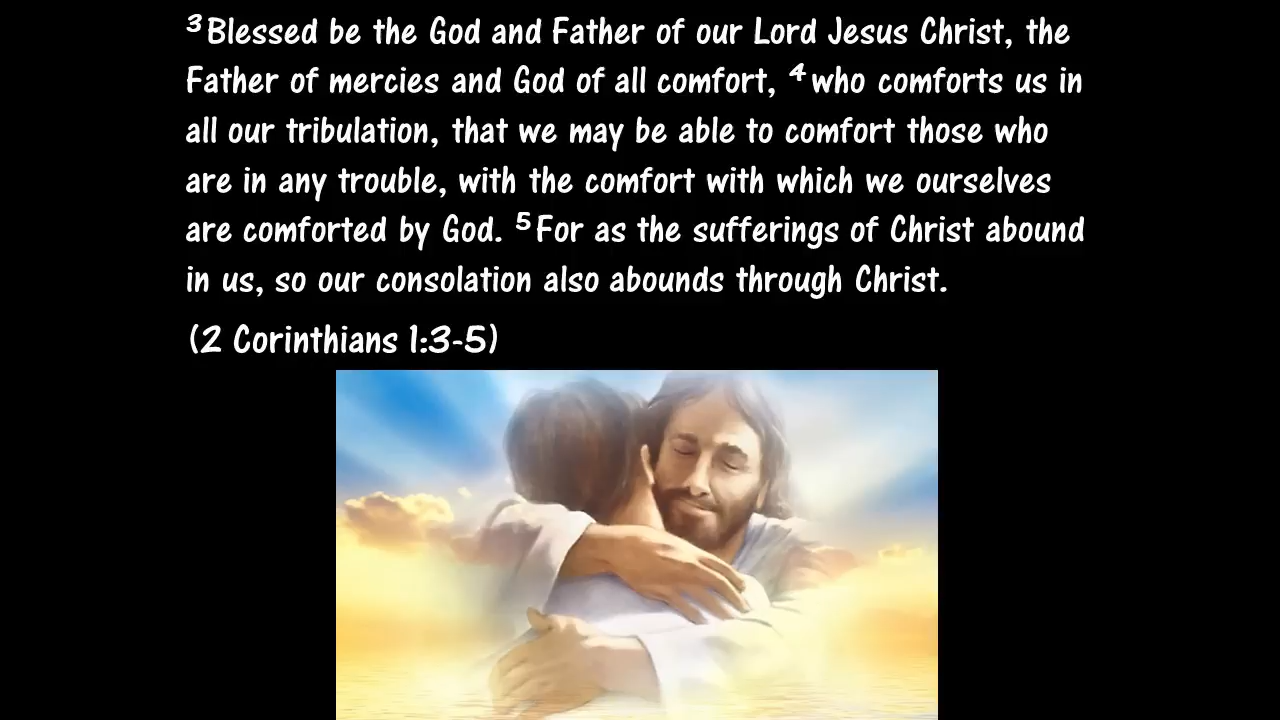 ³Blessed be the God and Father of our Lord Jesus Christ, the
Father of mercies and God of all comfort, ⁴who comforts us in
all our tribulation, that we may be able to comfort those who
are in any trouble, with the comfort with which we ourselves
are comforted by God. ⁵For as the sufferings of Christ abound
in us, so our consolation also abounds through Christ.
(2 Corinthians 1:3-5)